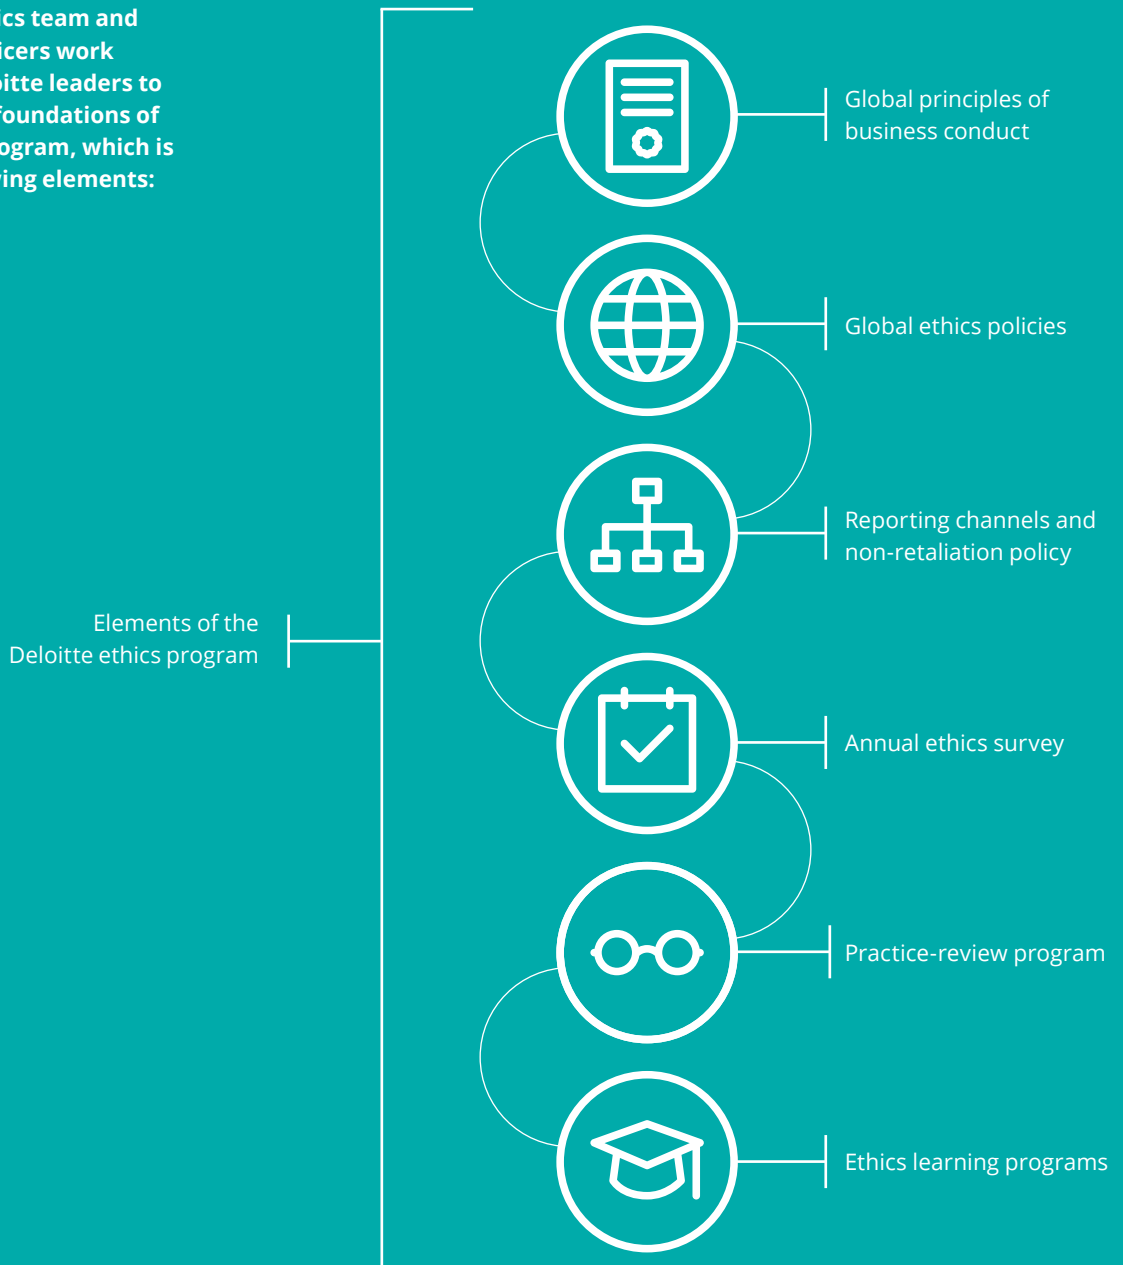 ics team and
icers work
oitte leaders to
foundations of
ogram, which is
ving elements:
Elements of the
Deloitte ethics program
Global principles of
business conduct
Global ethics policies
Reporting channels and
non-retaliation policy
Annual ethics survey
Practice-review program
Ethics learning programs